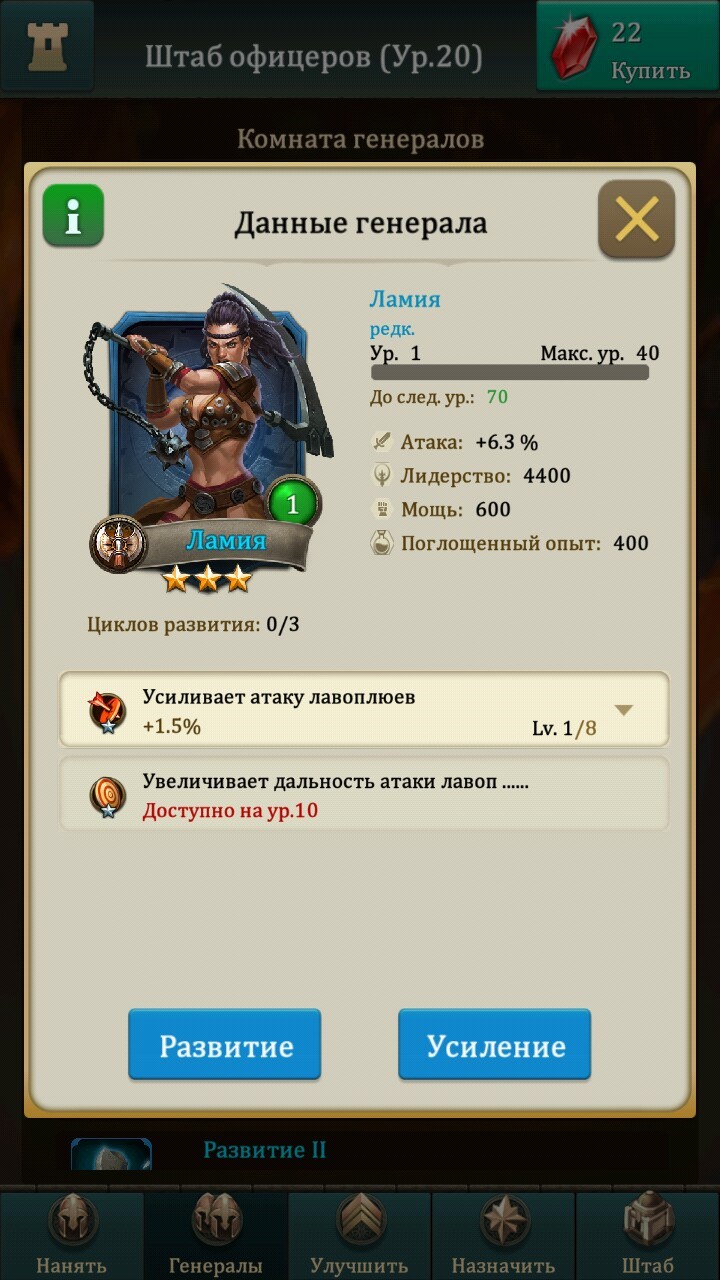 Штаб офицеров (Ур.20)
22
Купить
Комната генералов
i
Данные генерала
Ламия
редк.
Ур. 1 Макс. ур. 40
До след. ур.: 70
Атака: +6.3 %
Лидерство: 4400
Мощь: 600
Поглощенный опыт: 400
1
Ламия
Циклов развития: 0/3
Усиливает атаку лавоплюев
+1.5% Lv. 1/8
Увеличивает дальность атаки лавоп ......
Доступно на ур.10
Развитие Усиление
Развитие II
Нанять Генералы Улучшить Назначить Штаб